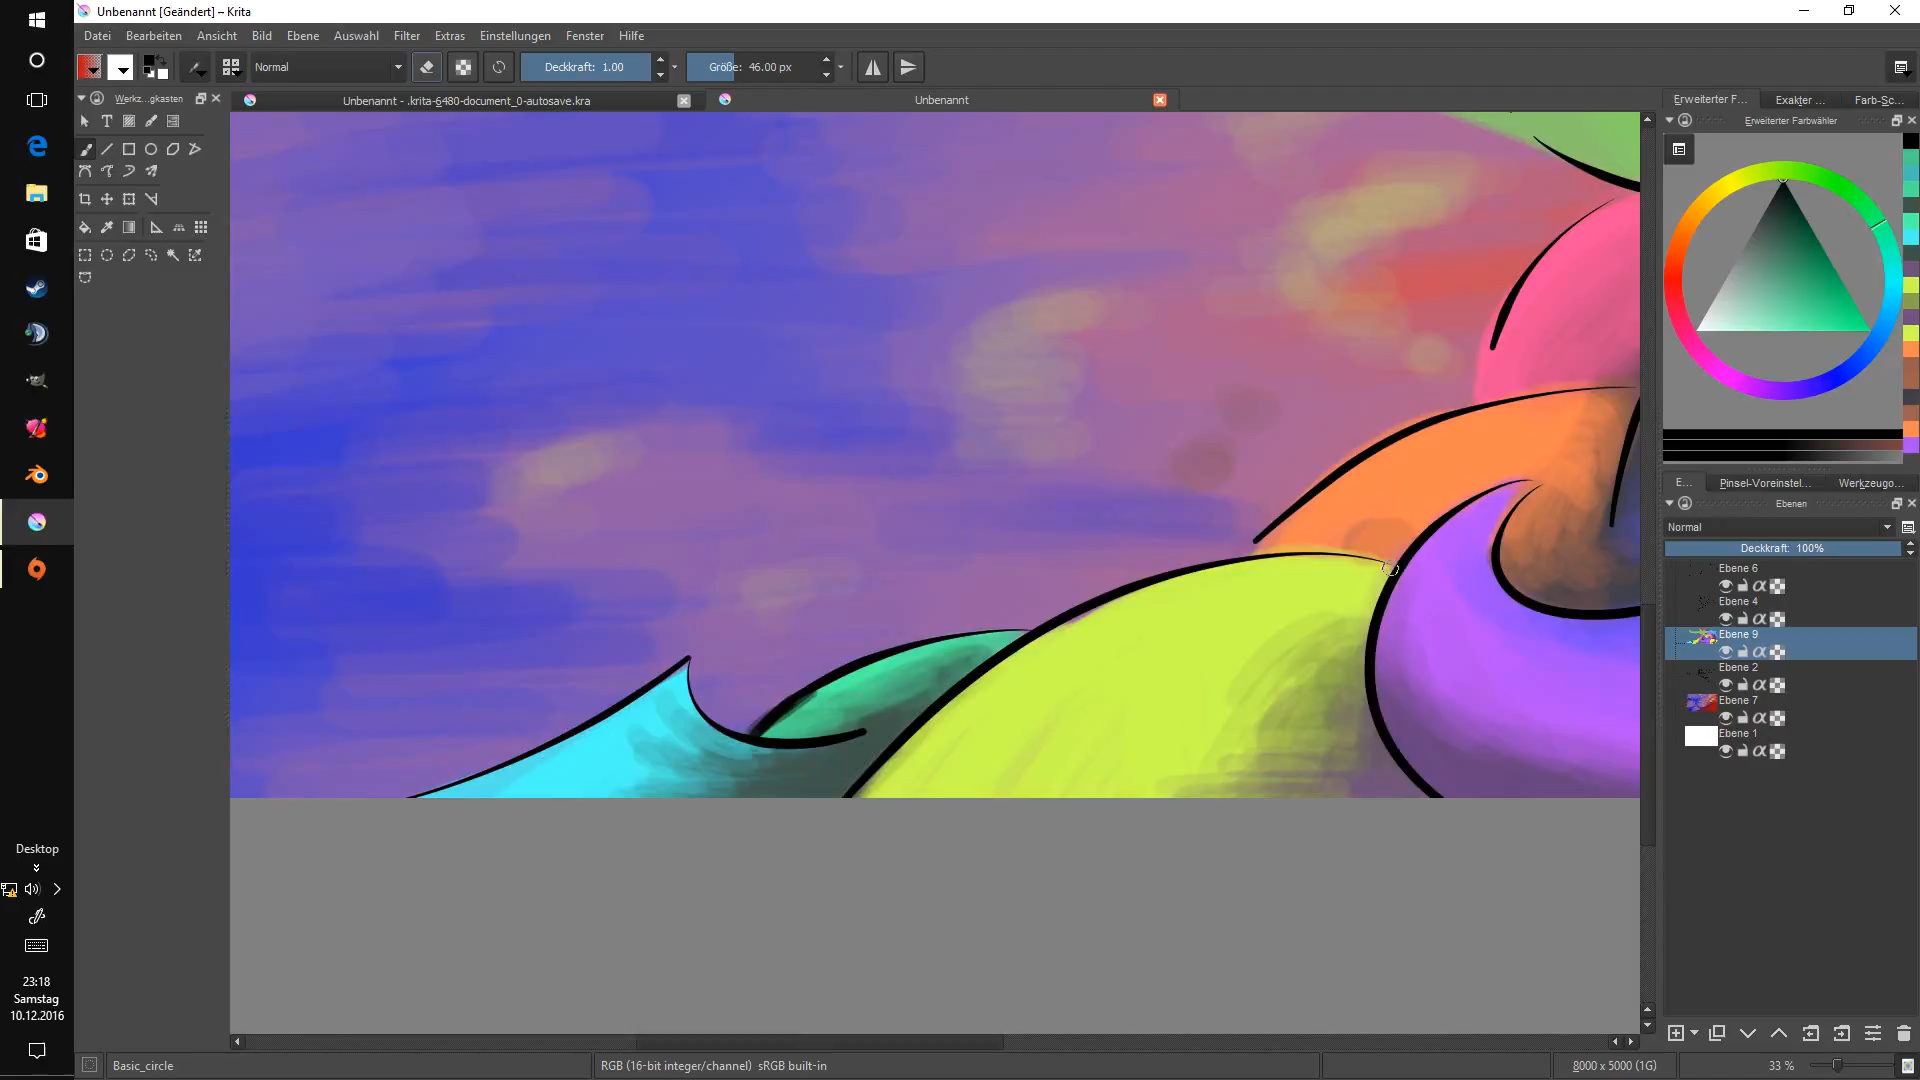 Unbenannt [Geändert] – Krita
Datei Bearbeiten Ansicht Bild Ebene Auswahl Filter Extras Einstellungen Fenster Hilfe
Normal Deckkraft: 1.00 Größe: 46.00 px
Werkz...gkasten
Unbenannt - .krita-6480-document_0-autosave.kra Unbenannt
Erweiterter F... Exakter ... Farb-Sc...
Erweiterter Farbwähler
E... Pinsel-Voreinstel... Werkzeugo...
Ebenen
Normal
Deckkraft: 100%
Ebene 6
Ebene 4
Ebene 9
Ebene 2
Ebene 7
Ebene 1
Desktop
23:18
Samstag
10.12.2016
Basic_circle RGB (16-bit integer/channel) sRGB built-in 8000 x 5000 (1G) 33 %